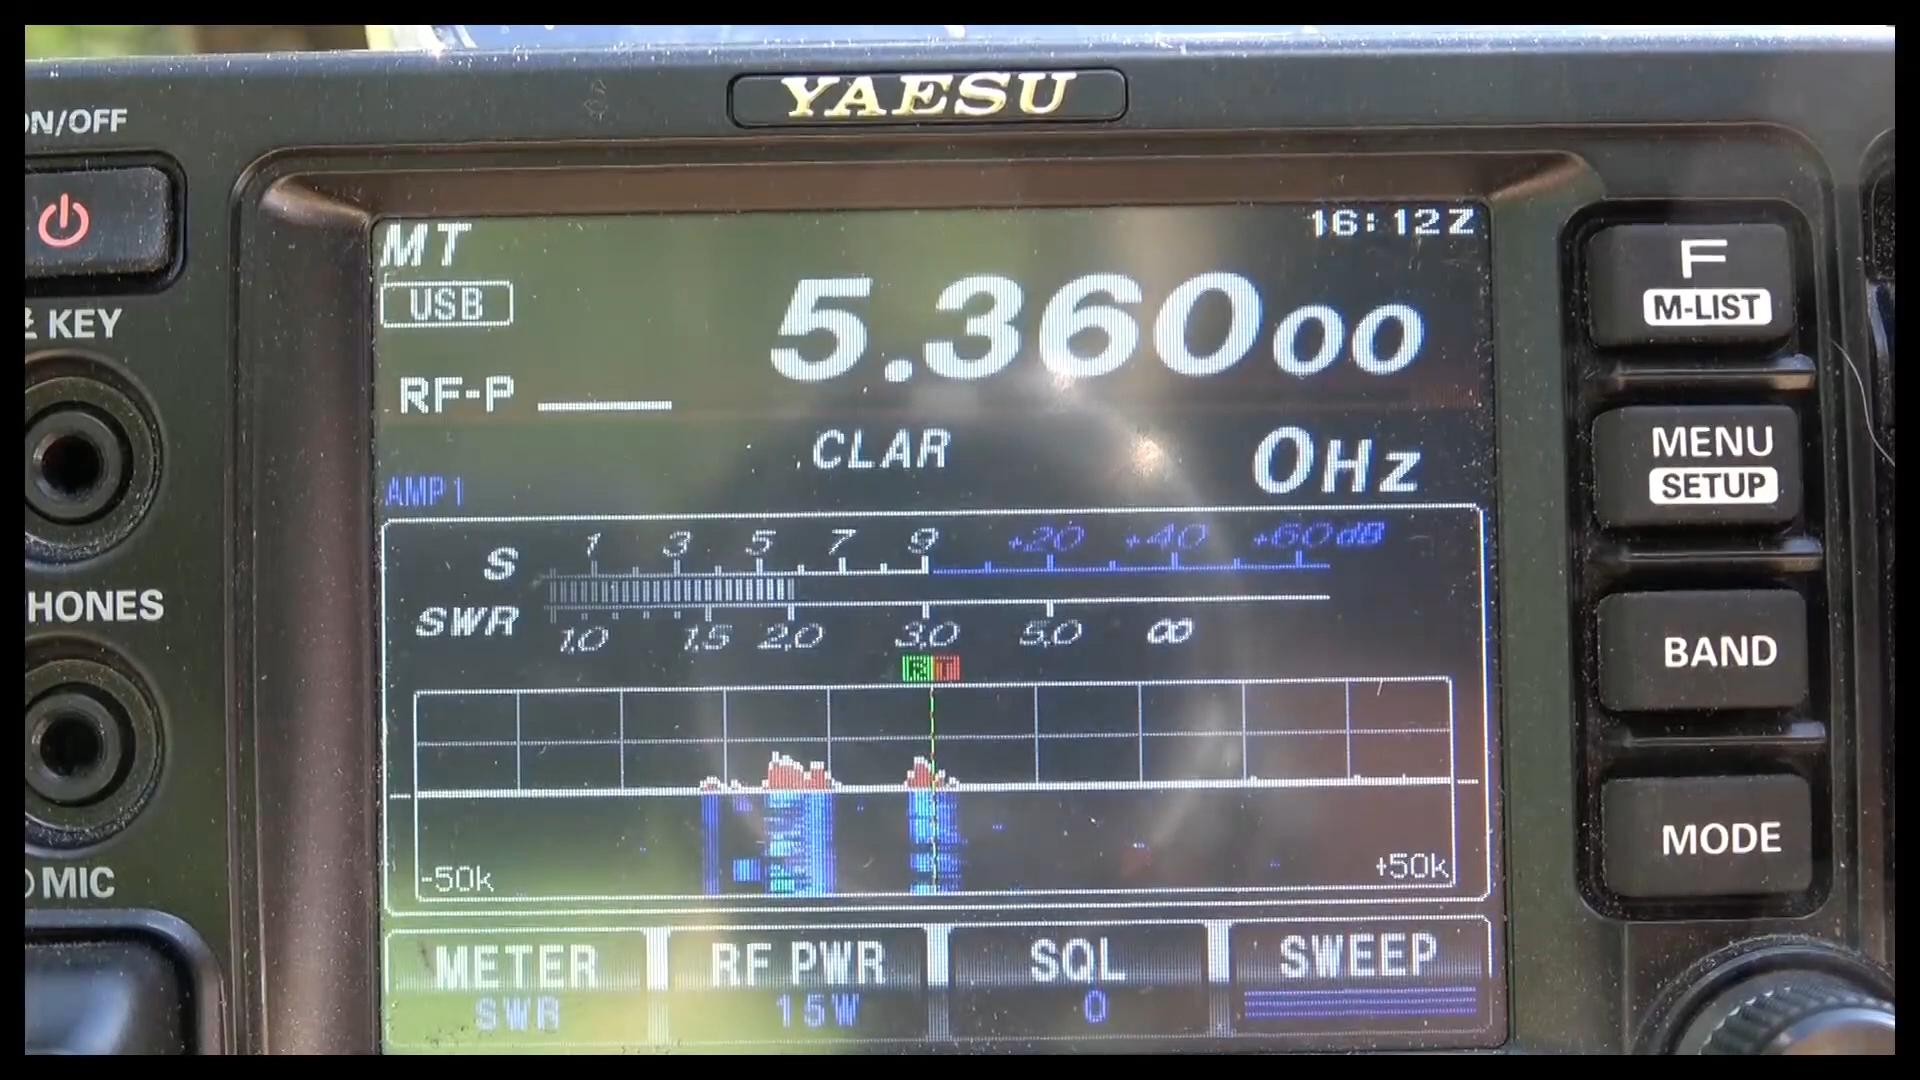 YAESU
ON/OFF
MT
16:12Z
USB
5.36000
RF-P
CLAR
0Hz
AMP1
S 1 3 5 7 9 +20 +40 +60dB
SWR 1.0 1.5 2.0 3.0 5.0 ∞
R T
-50k
+50k
METER
SWR
RF PWR
15W
SQL
0
SWEEP
KEY
HONES
MIC
F
M-LIST
MENU
SETUP
BAND
MODE